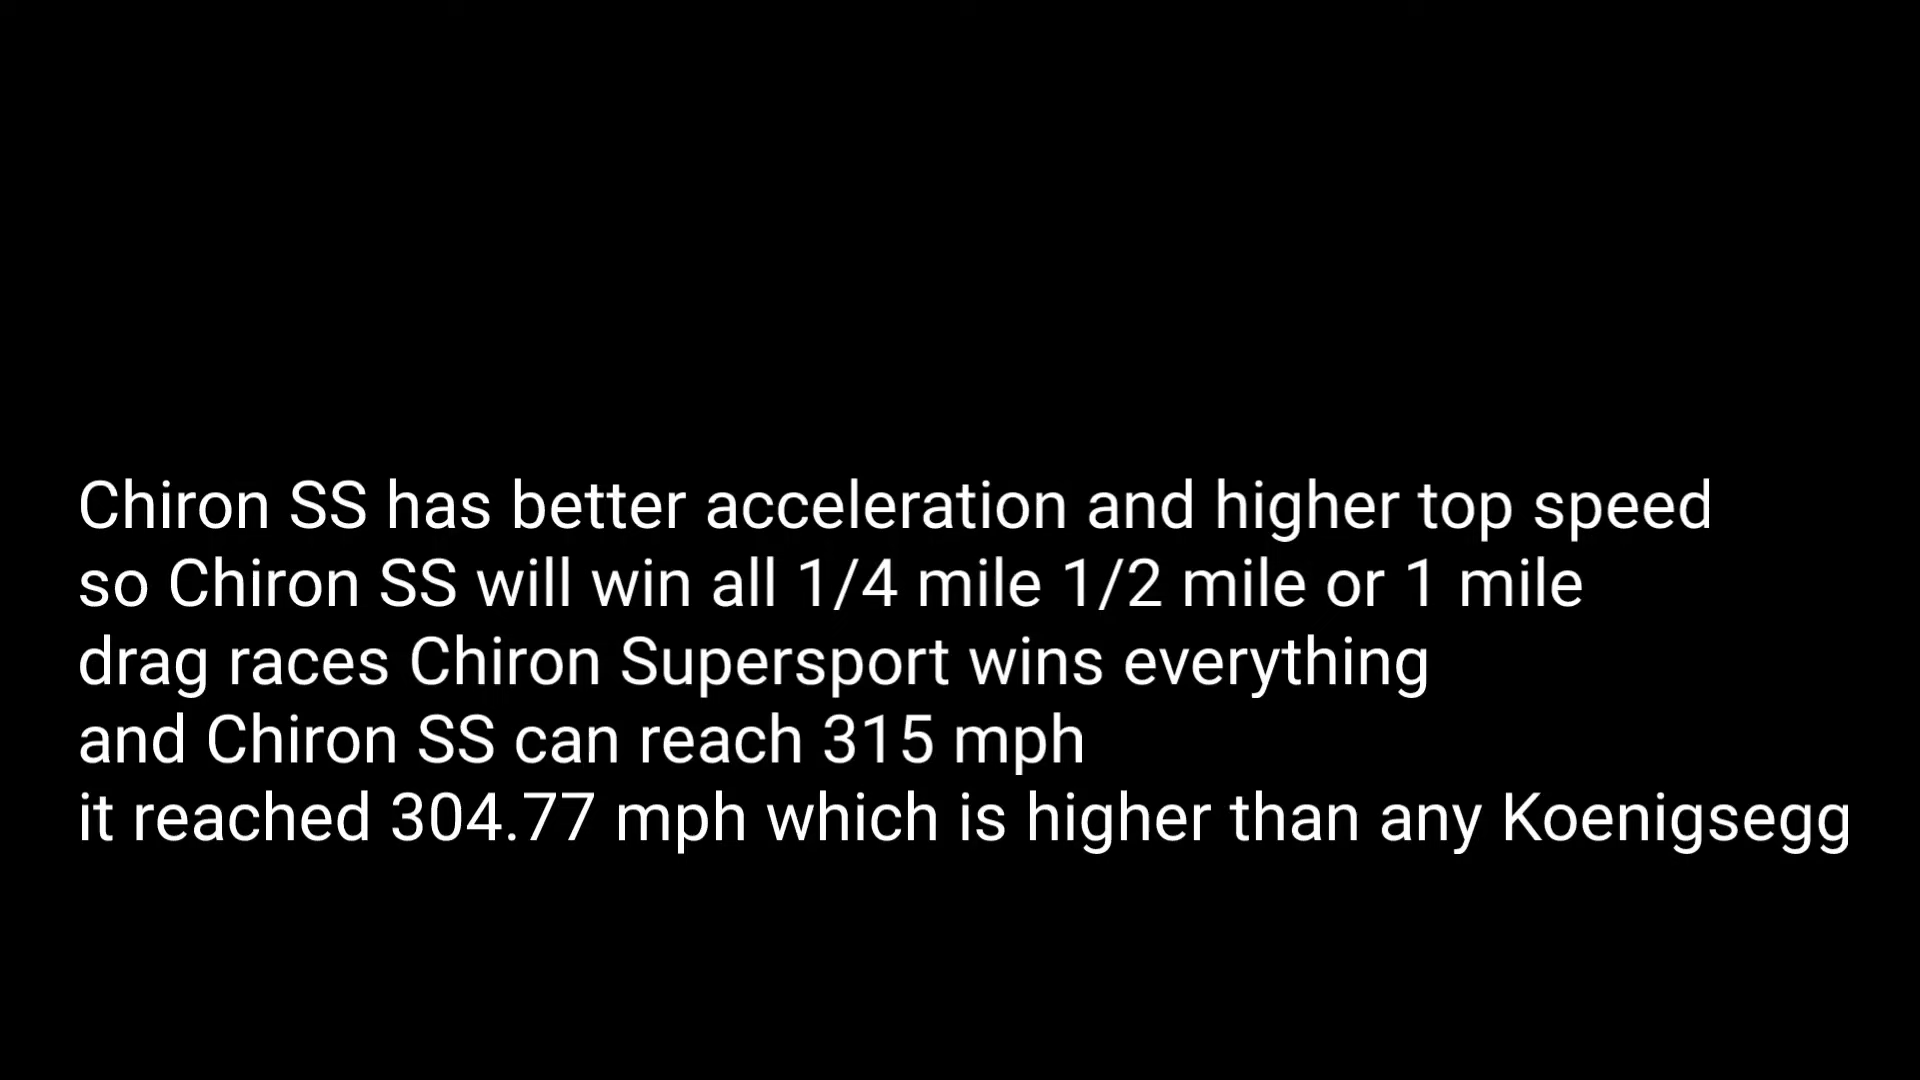 Chiron SS has better acceleration and higher top speed
so Chiron SS will win all 1/4 mile 1/2 mile or 1 mile
drag races Chiron Supersport wins everything
and Chiron SS can reach 315 mph
it reached 304.77 mph which is higher than any Koenigsegg